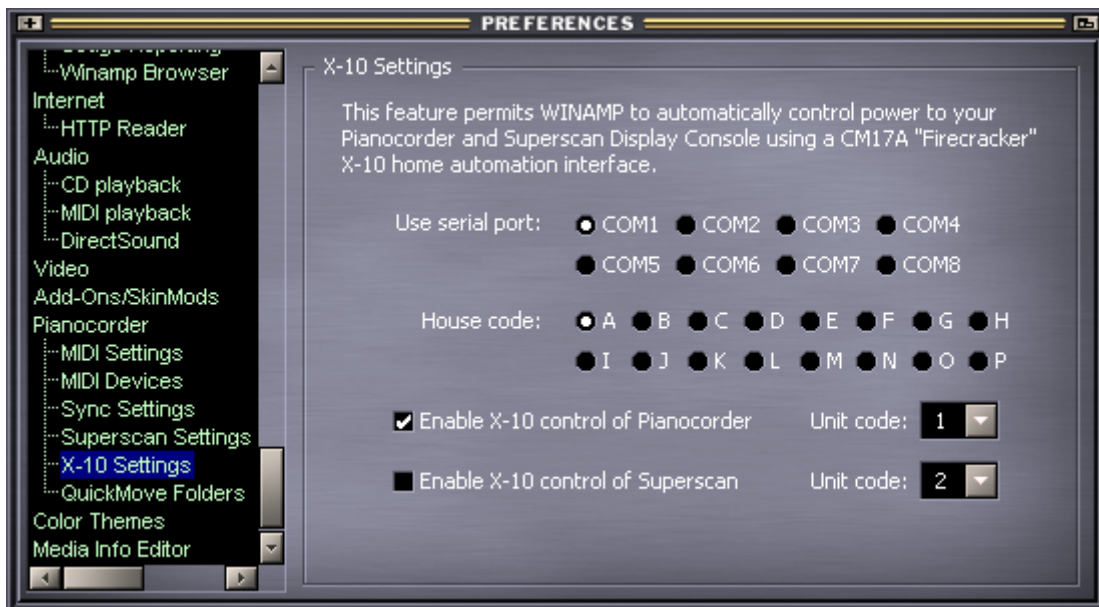 PREFERENCES
Winamp Browser
Internet
HTTP Reader
Audio
CD playback
MIDI playback
DirectSound
Video
Add-Ons/SkinMods
Pianocorder
MIDI Settings
MIDI Devices
Sync Settings
Superscan Settings
X-10 Settings
QuickMove Folders
Color Themes
Media Info Editor
X-10 Settings
This feature permits WINAMP to automatically control power to your
Pianocorder and Superscan Display Console using a CM17A "Firecracker"
X-10 home automation interface.
Use serial port: COM1 COM2 COM3 COM4
COM5 COM6 COM7 COM8
House code: A B C D E F G H
I J K L M N O P
Enable X-10 control of Pianocorder Unit code: 1
Enable X-10 control of Superscan Unit code: 2